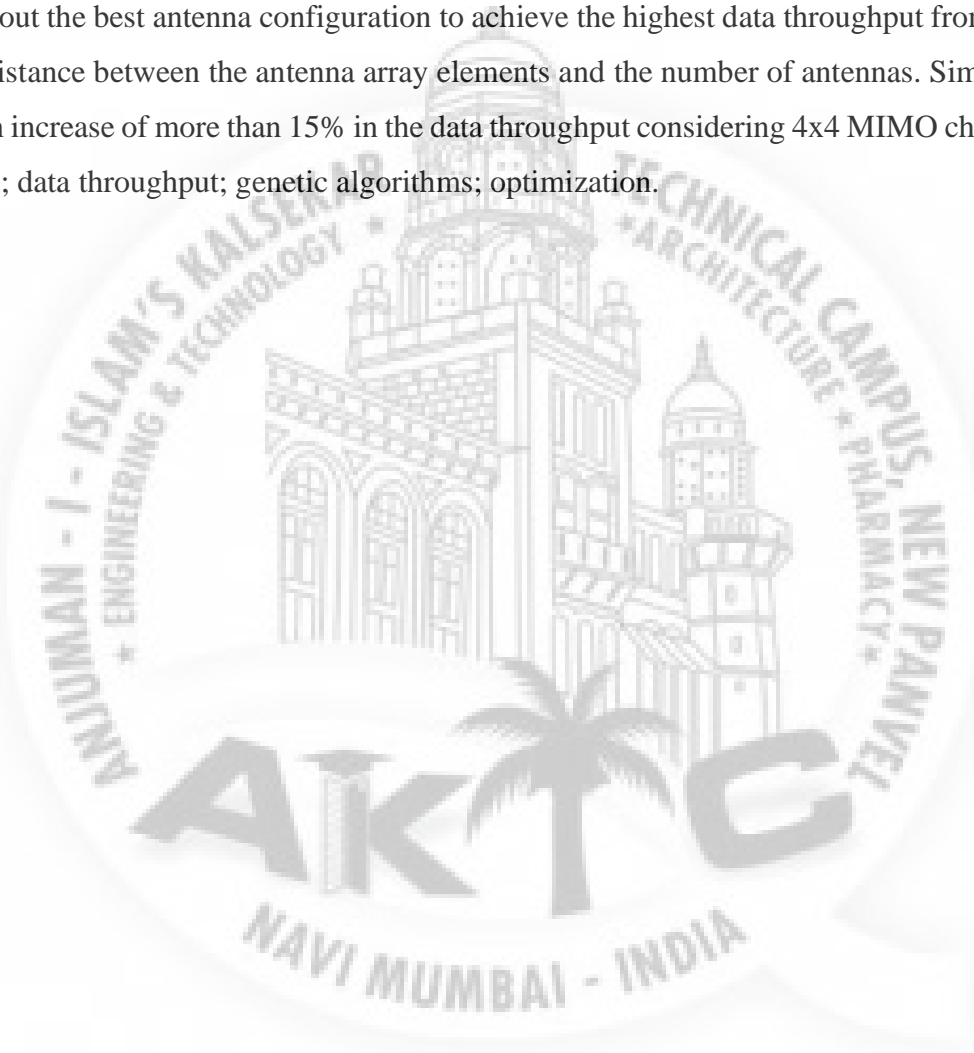 out the best antenna configuration to achieve the highest data throughput from
istance between the antenna array elements and the number of antennas. Sim
increase of more than 15% in the data throughput considering 4x4 MIMO ch
; data throughput; genetic algorithms; optimization.
ANJUMAN - I - ISLAM'S KALSEKAR TECHNICAL CAMPUS, NEW PANVEL
* ENGINEERING & TECHNOLOGY * * ARCHITECTURE * PHARMACY *
AKTC
NAVI MUMBAI - INDIA